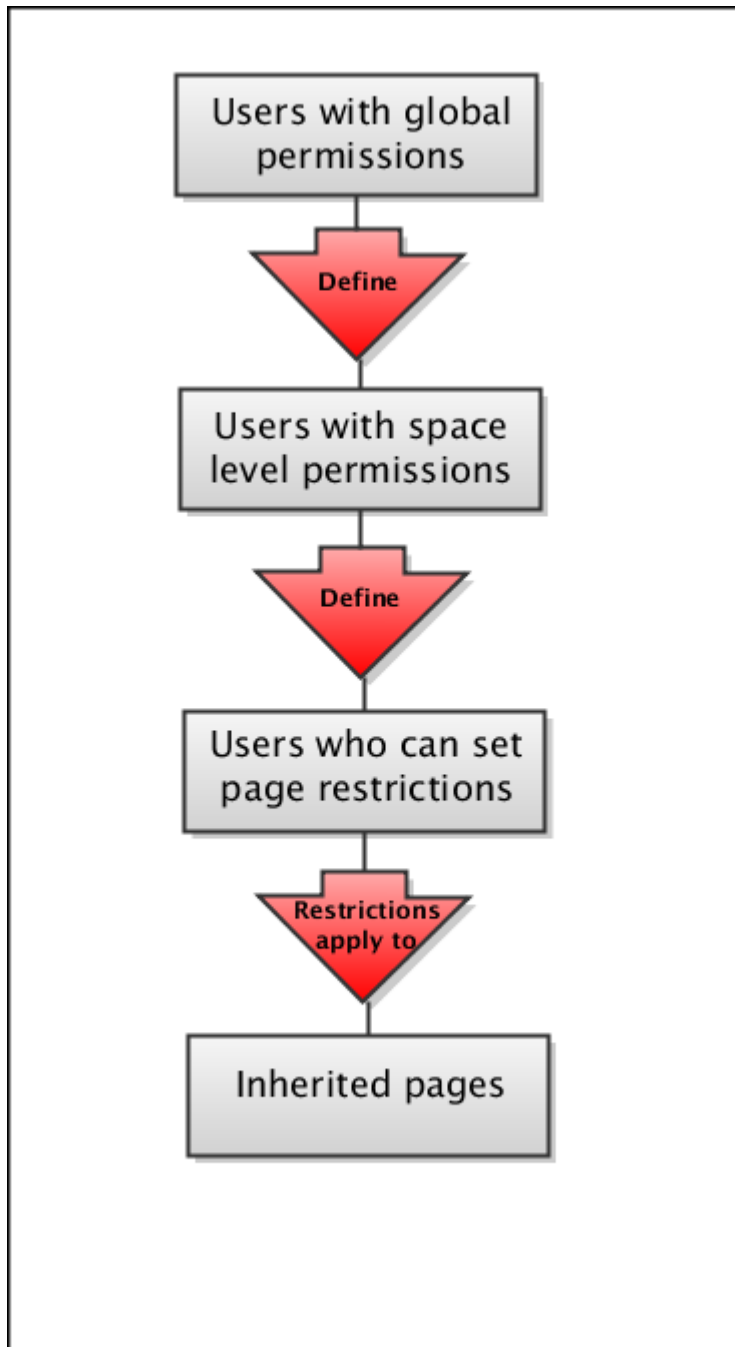 Users with global
permissions
Define
Users with space
level permissions
Define
Users who can set
page restrictions
Restrictions
apply to
Inherited pages